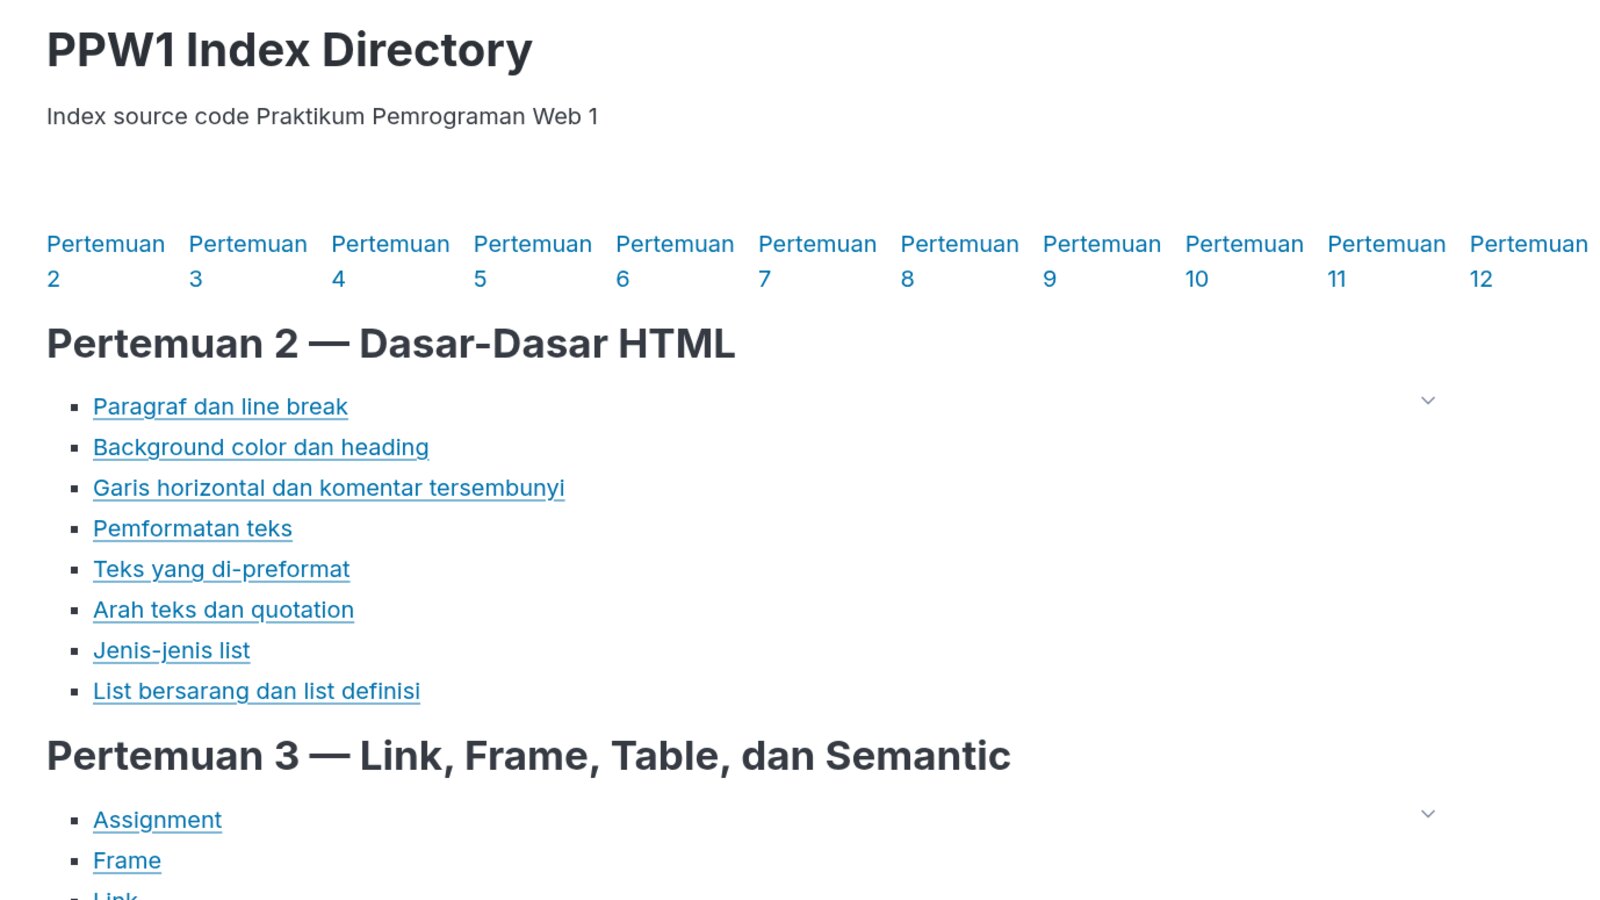 PPW1 Index Directory
Index source code Praktikum Pemrograman Web 1
Pertemuan 2
Pertemuan 3
Pertemuan 4
Pertemuan 5
Pertemuan 6
Pertemuan 7
Pertemuan 8
Pertemuan 9
Pertemuan 10
Pertemuan 11
Pertemuan 12
Pertemuan 2 — Dasar-Dasar HTML
Paragraf dan line break
Background color dan heading
Garis horizontal dan komentar tersembunyi
Pemformatan teks
Teks yang di-preformat
Arah teks dan quotation
Jenis-jenis list
List bersarang dan list definisi
Pertemuan 3 — Link, Frame, Table, dan Semantic
Assignment
Frame
Link